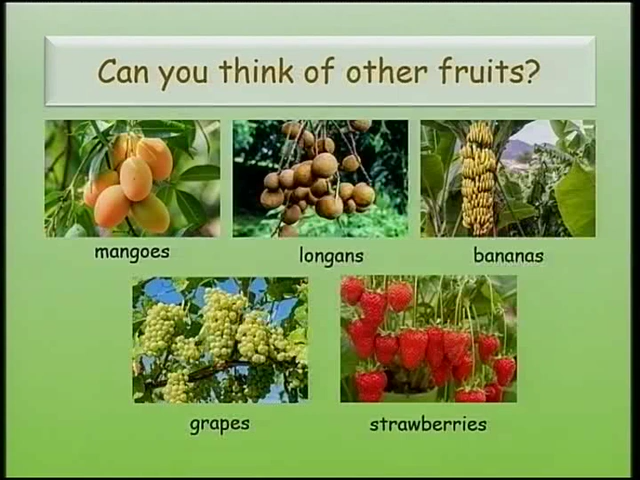 Can you think of other fruits?
mangoes
longans
bananas
grapes
strawberries